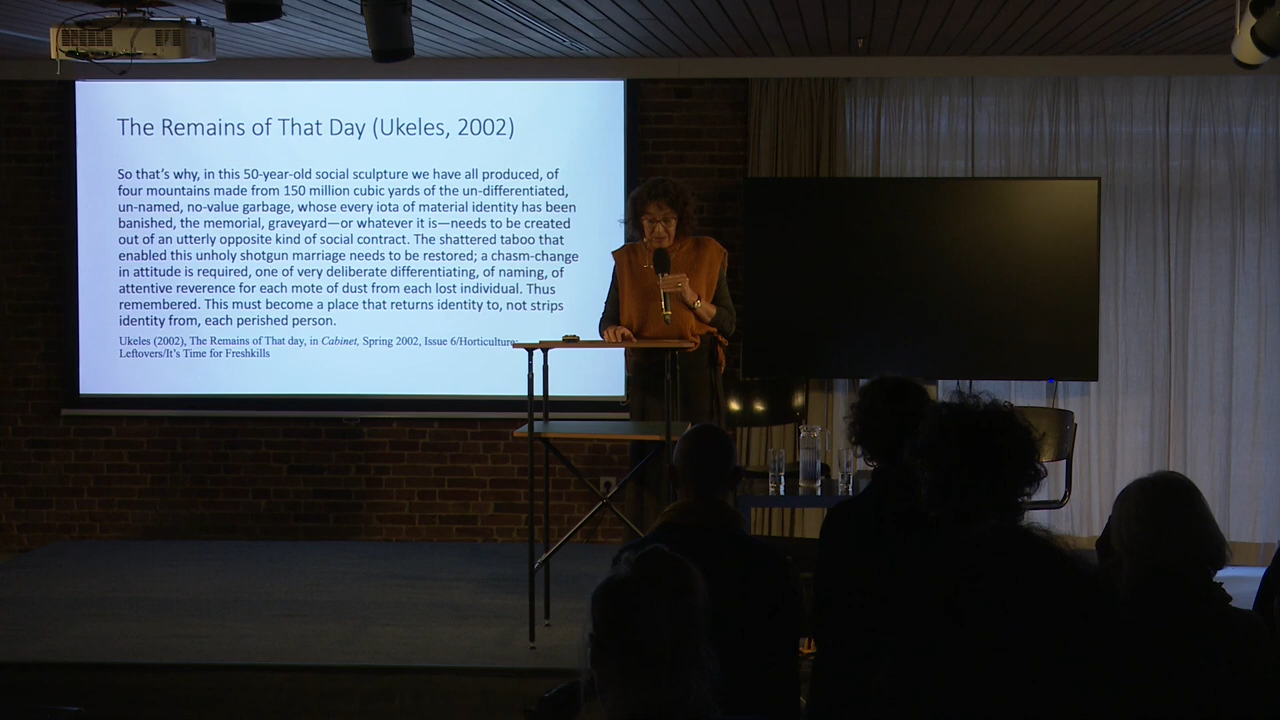 The Remains of That Day (Ukeles, 2002)
So that's why, in this 50-year-old social sculpture we have all produced, of
four mountains made from 150 million cubic yards of the un-differentiated,
un-named, no-value garbage, whose every iota of material identity has been
banished, the memorial, graveyard—or whatever it is—needs to be created
out of an utterly opposite kind of social contract. The shattered taboo that
enabled this unholy shotgun marriage needs to be restored; a chasm-change
in attitude is required, one of very deliberate differentiating, of naming, of
attentive reverence for each mote of dust from each lost individual. Thus
remembered. This must become a place that returns identity to, not strips
identity from, each perished person.
Ukeles (2002), The Remains of That day, in Cabinet, Spring 2002, Issue 6/Horticulture:
Leftovers/It's Time for Freshkills